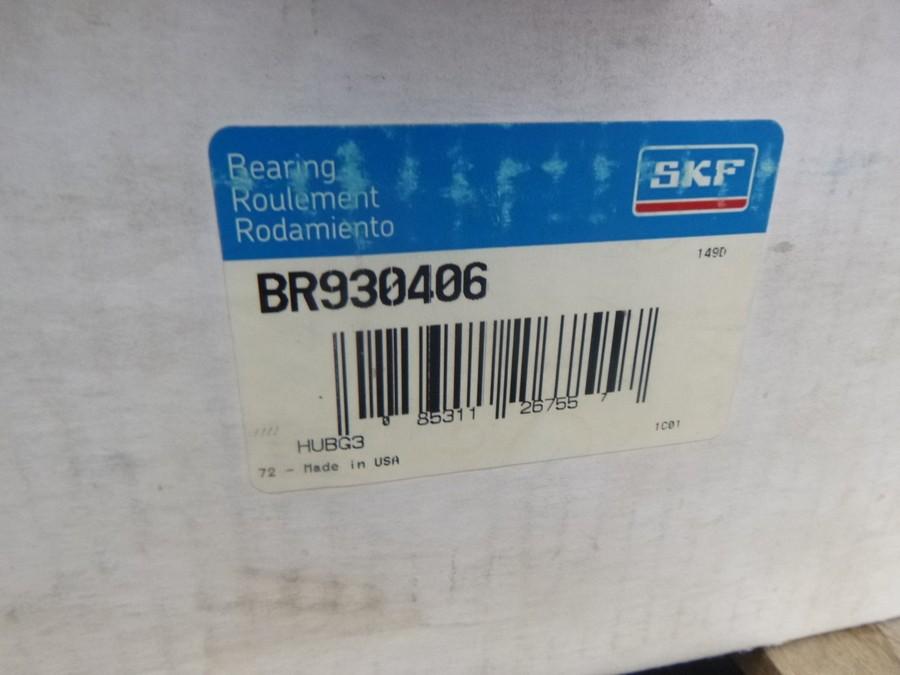 Bearing
Roulement
Rodamiento
SKF
149D
BR930406
0 85311 26755 7
HUBG3
1C01
72 - Made in USA